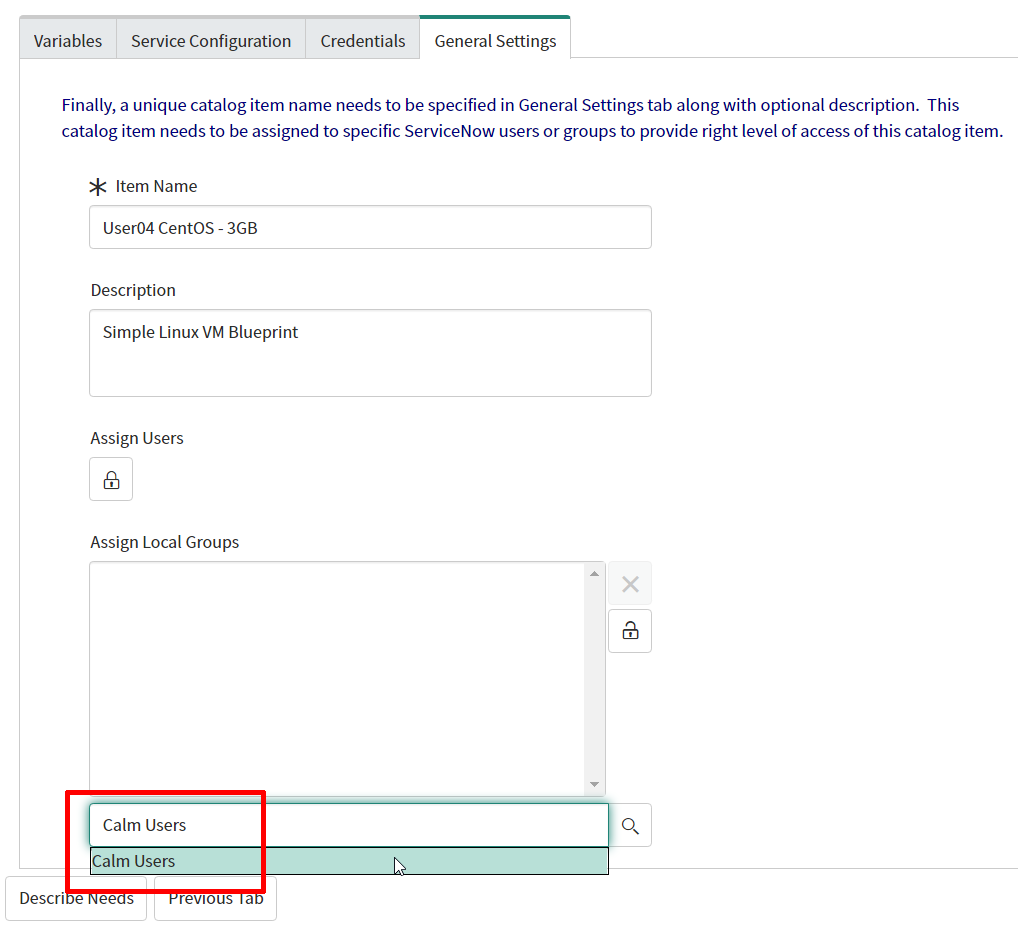 Variables
Service Configuration
Credentials
General Settings
Finally, a unique catalog item name needs to be specified in General Settings tab along with optional description.  This
catalog item needs to be assigned to specific ServiceNow users or groups to provide right level of access of this catalog item.
Item Name
User04 CentOS - 3GB
Description
Simple Linux VM Blueprint
Assign Users
Assign Local Groups
Calm Users
Calm Users
Describe Needs
Previous Tab